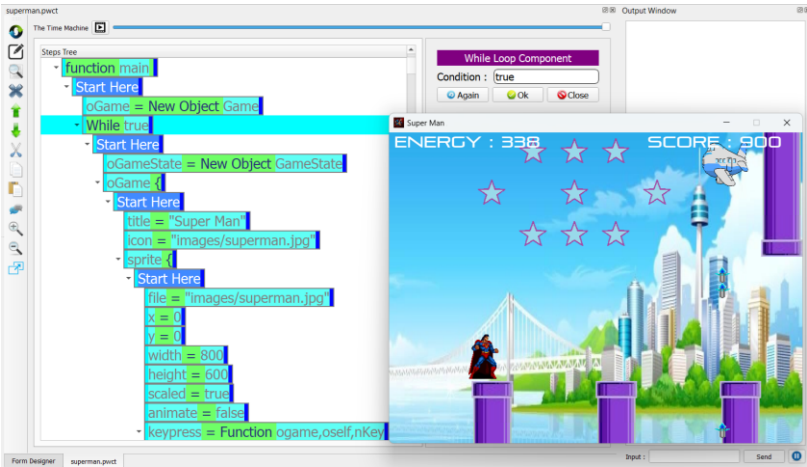 superman.pwct
Output Window
The Time Machine
Steps Tree
function main
Start Here
oGame = New Object Game
While true
Start Here
oGameState = New Object GameState
oGame {
Start Here
title = "Super Man"
icon = "images/superman.jpg"
sprite {
Start Here
file = "images/superman.jpg"
x = 0
y = 0
width = 800
height = 600
scaled = true
animate = false
keypress = Function ogame,oself,nKey
While Loop Component
Condition : true
Again Ok Close
Super Man
ENERGY : 338 SCORE : 900
Form Designer superman.pwct
Input : Send